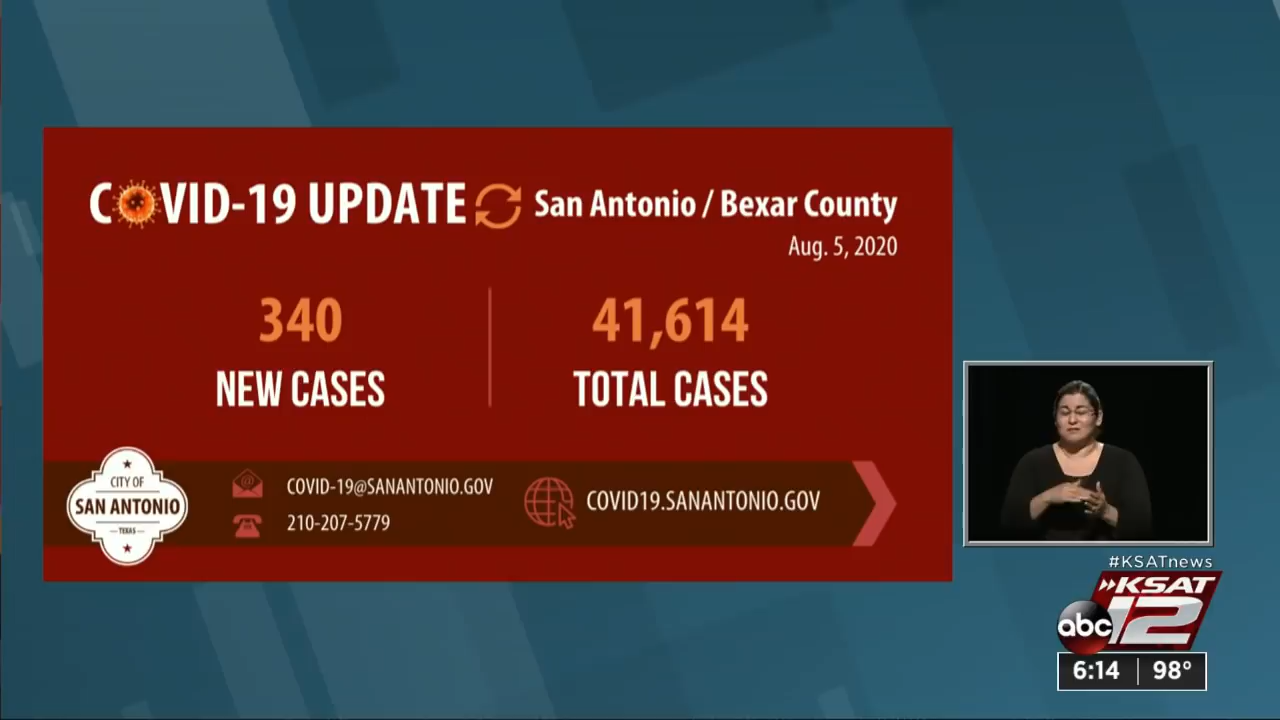 COVID-19 UPDATE
San Antonio / Bexar County
Aug. 5, 2020
340
NEW CASES
41,614
TOTAL CASES
CITY OF
SAN ANTONIO
TEXAS
COVID-19@SANANTONIO.GOV
210-207-5779
COVID19.SANANTONIO.GOV
#KSATnews
KSAT
abc 12
6:14 98°